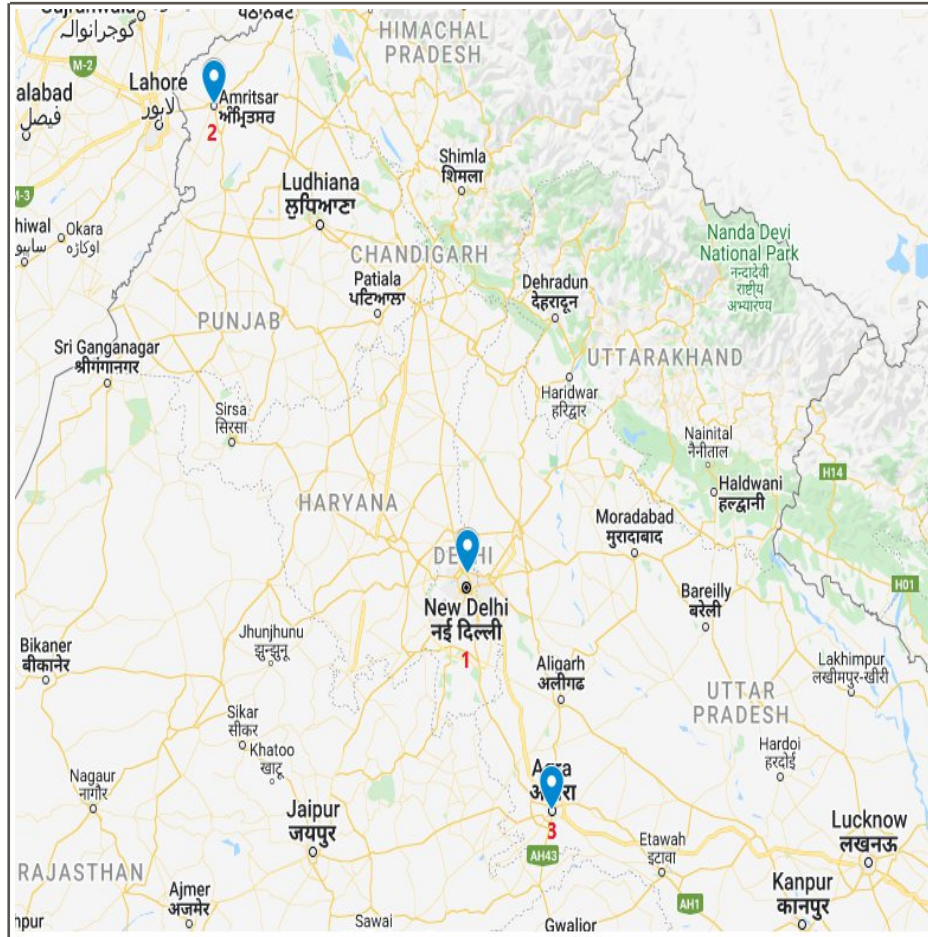 گوجرانوالہ
M-2
HIMACHAL
PRADESH
Lahore
لاہور
alabad
فیصل
Amritsar
ਅੰਮ੍ਰਿਤਸਰ
2
Shimla
शिमला
Ludhiana
ਲੁਧਿਆਣਾ
M-3
hiwal
ساہیو
Okara
اوکاڑہ
Nanda Devi
National Park
नन्दादेवी
राष्ट्रीय
अभ्यारण्य
CHANDIGARH
Patiala
ਪਟਿਆਲਾ
Dehradun
देहरादून
PUNJAB
Sri Ganganagar
श्रीगंगानगर
UTTARAKHAND
Haridwar
हरिद्वार
Sirsa
सिरसा
Nainital
नैनीताल
H14
Haldwani
हल्द्वानी
HARYANA
Moradabad
मुरादाबाद
New Delhi
नई दिल्ली
1
H01
Bareilly
बरेली
Jhunjhunu
झुन्झुनू
Bikaner
बीकानेर
Aligarh
अलीगढ
Lakhimpur
लखीमपुर-खीरी
UTTAR
PRADESH
Sikar
सीकर
Khatoo
खाटू
Hardoi
हरदोई
Nagaur
नागौर
Jaipur
जयपुर
3
AH43
Etawah
इटावा
Lucknow
लखनऊ
RAJASTHAN
Ajmer
अजमेर
Kanpur
कानपुर
AH1
hpur
Sawai
Gwalior